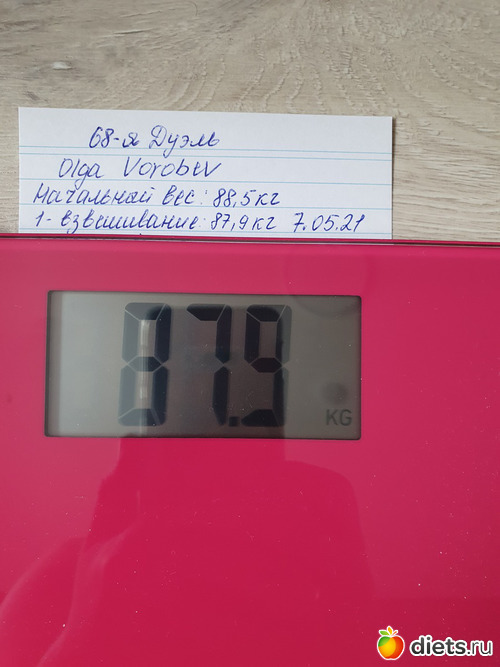 68-я Дуэль
Olga Vorobev
Начальный вес: 88,5кг
1- взвешивание: 87,9кг 7.05.21
87.9
KG
diets.ru